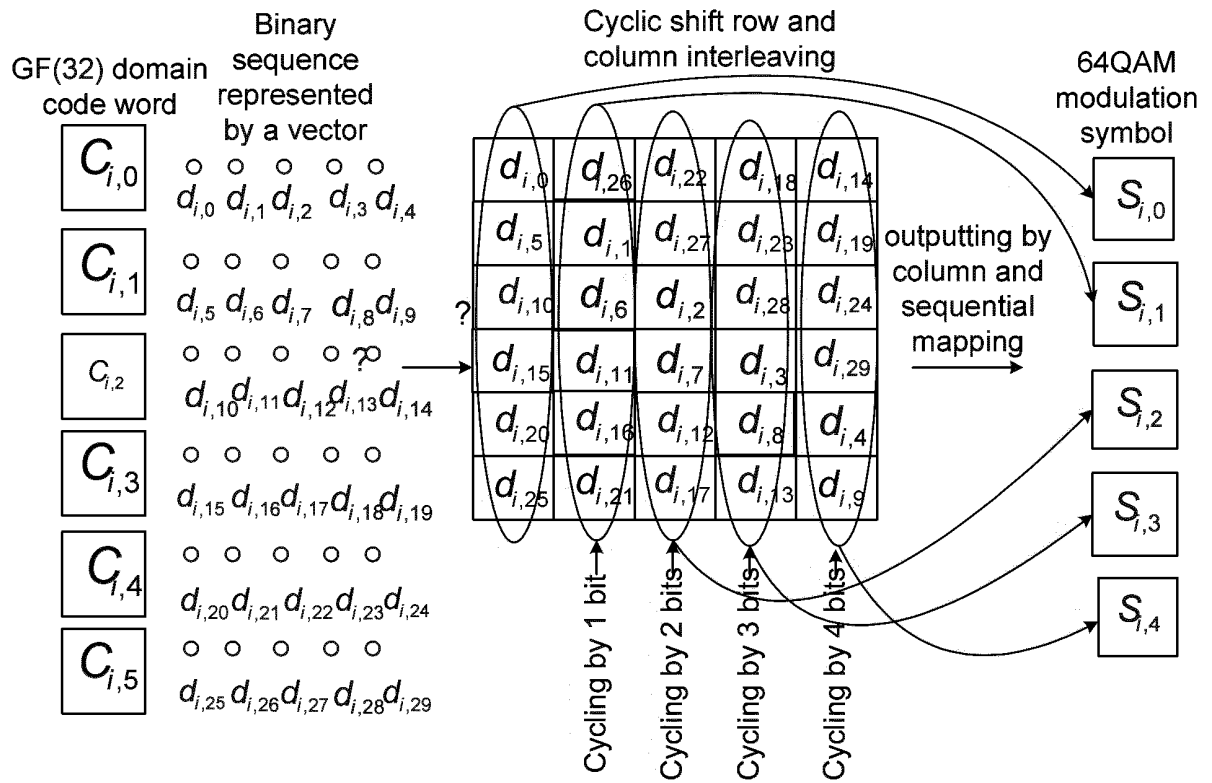 GF(32) domain
code word
Binary
sequence
represented
by a vector
Cyclic shift row and
column interleaving
64QAM
modulation
symbol
C_{i,0}
d_{i,0} d_{i,1} d_{i,2} d_{i,3} d_{i,4}
C_{i,1}
d_{i,5} d_{i,6} d_{i,7} d_{i,8} d_{i,9}
C_{i,2}
?
d_{i,10} d_{i,11} d_{i,12} d_{i,13} d_{i,14}
C_{i,3}
d_{i,15} d_{i,16} d_{i,17} d_{i,18} d_{i,19}
C_{i,4}
d_{i,20} d_{i,21} d_{i,22} d_{i,23} d_{i,24}
C_{i,5}
d_{i,25} d_{i,26} d_{i,27} d_{i,28} d_{i,29}
?
d_{i,0} d_{i,26} d_{i,22} d_{i,18} d_{i,14}
d_{i,5} d_{i,1} d_{i,27} d_{i,23} d_{i,19}
d_{i,10} d_{i,6} d_{i,2} d_{i,28} d_{i,24}
d_{i,15} d_{i,11} d_{i,7} d_{i,3} d_{i,29}
d_{i,20} d_{i,16} d_{i,12} d_{i,8} d_{i,4}
d_{i,25} d_{i,21} d_{i,17} d_{i,13} d_{i,9}
Cycling by 1 bit
Cycling by 2 bits
Cycling by 3 bits
Cycling by 4 bits
outputting by
column and
sequential
mapping
S_{i,0}
S_{i,1}
S_{i,2}
S_{i,3}
S_{i,4}